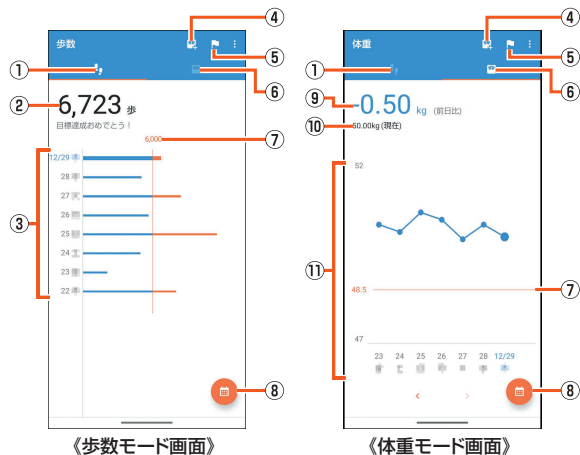 ④
歩数
⑤
①
⑥
② 6,723 歩
目標達成おめでとう!
6,000
⑦
12/29
28
27
③
26
25
24
23
22
⑧
《歩数モード画面》
④
体重
⑤
①
⑥
⑨ -0.50 kg (前日比)
⑩ 50.00kg (現在)
52
⑪
48.5
⑦
47
23 24 25 26 27 28 12/29
⑧
《体重モード画面》